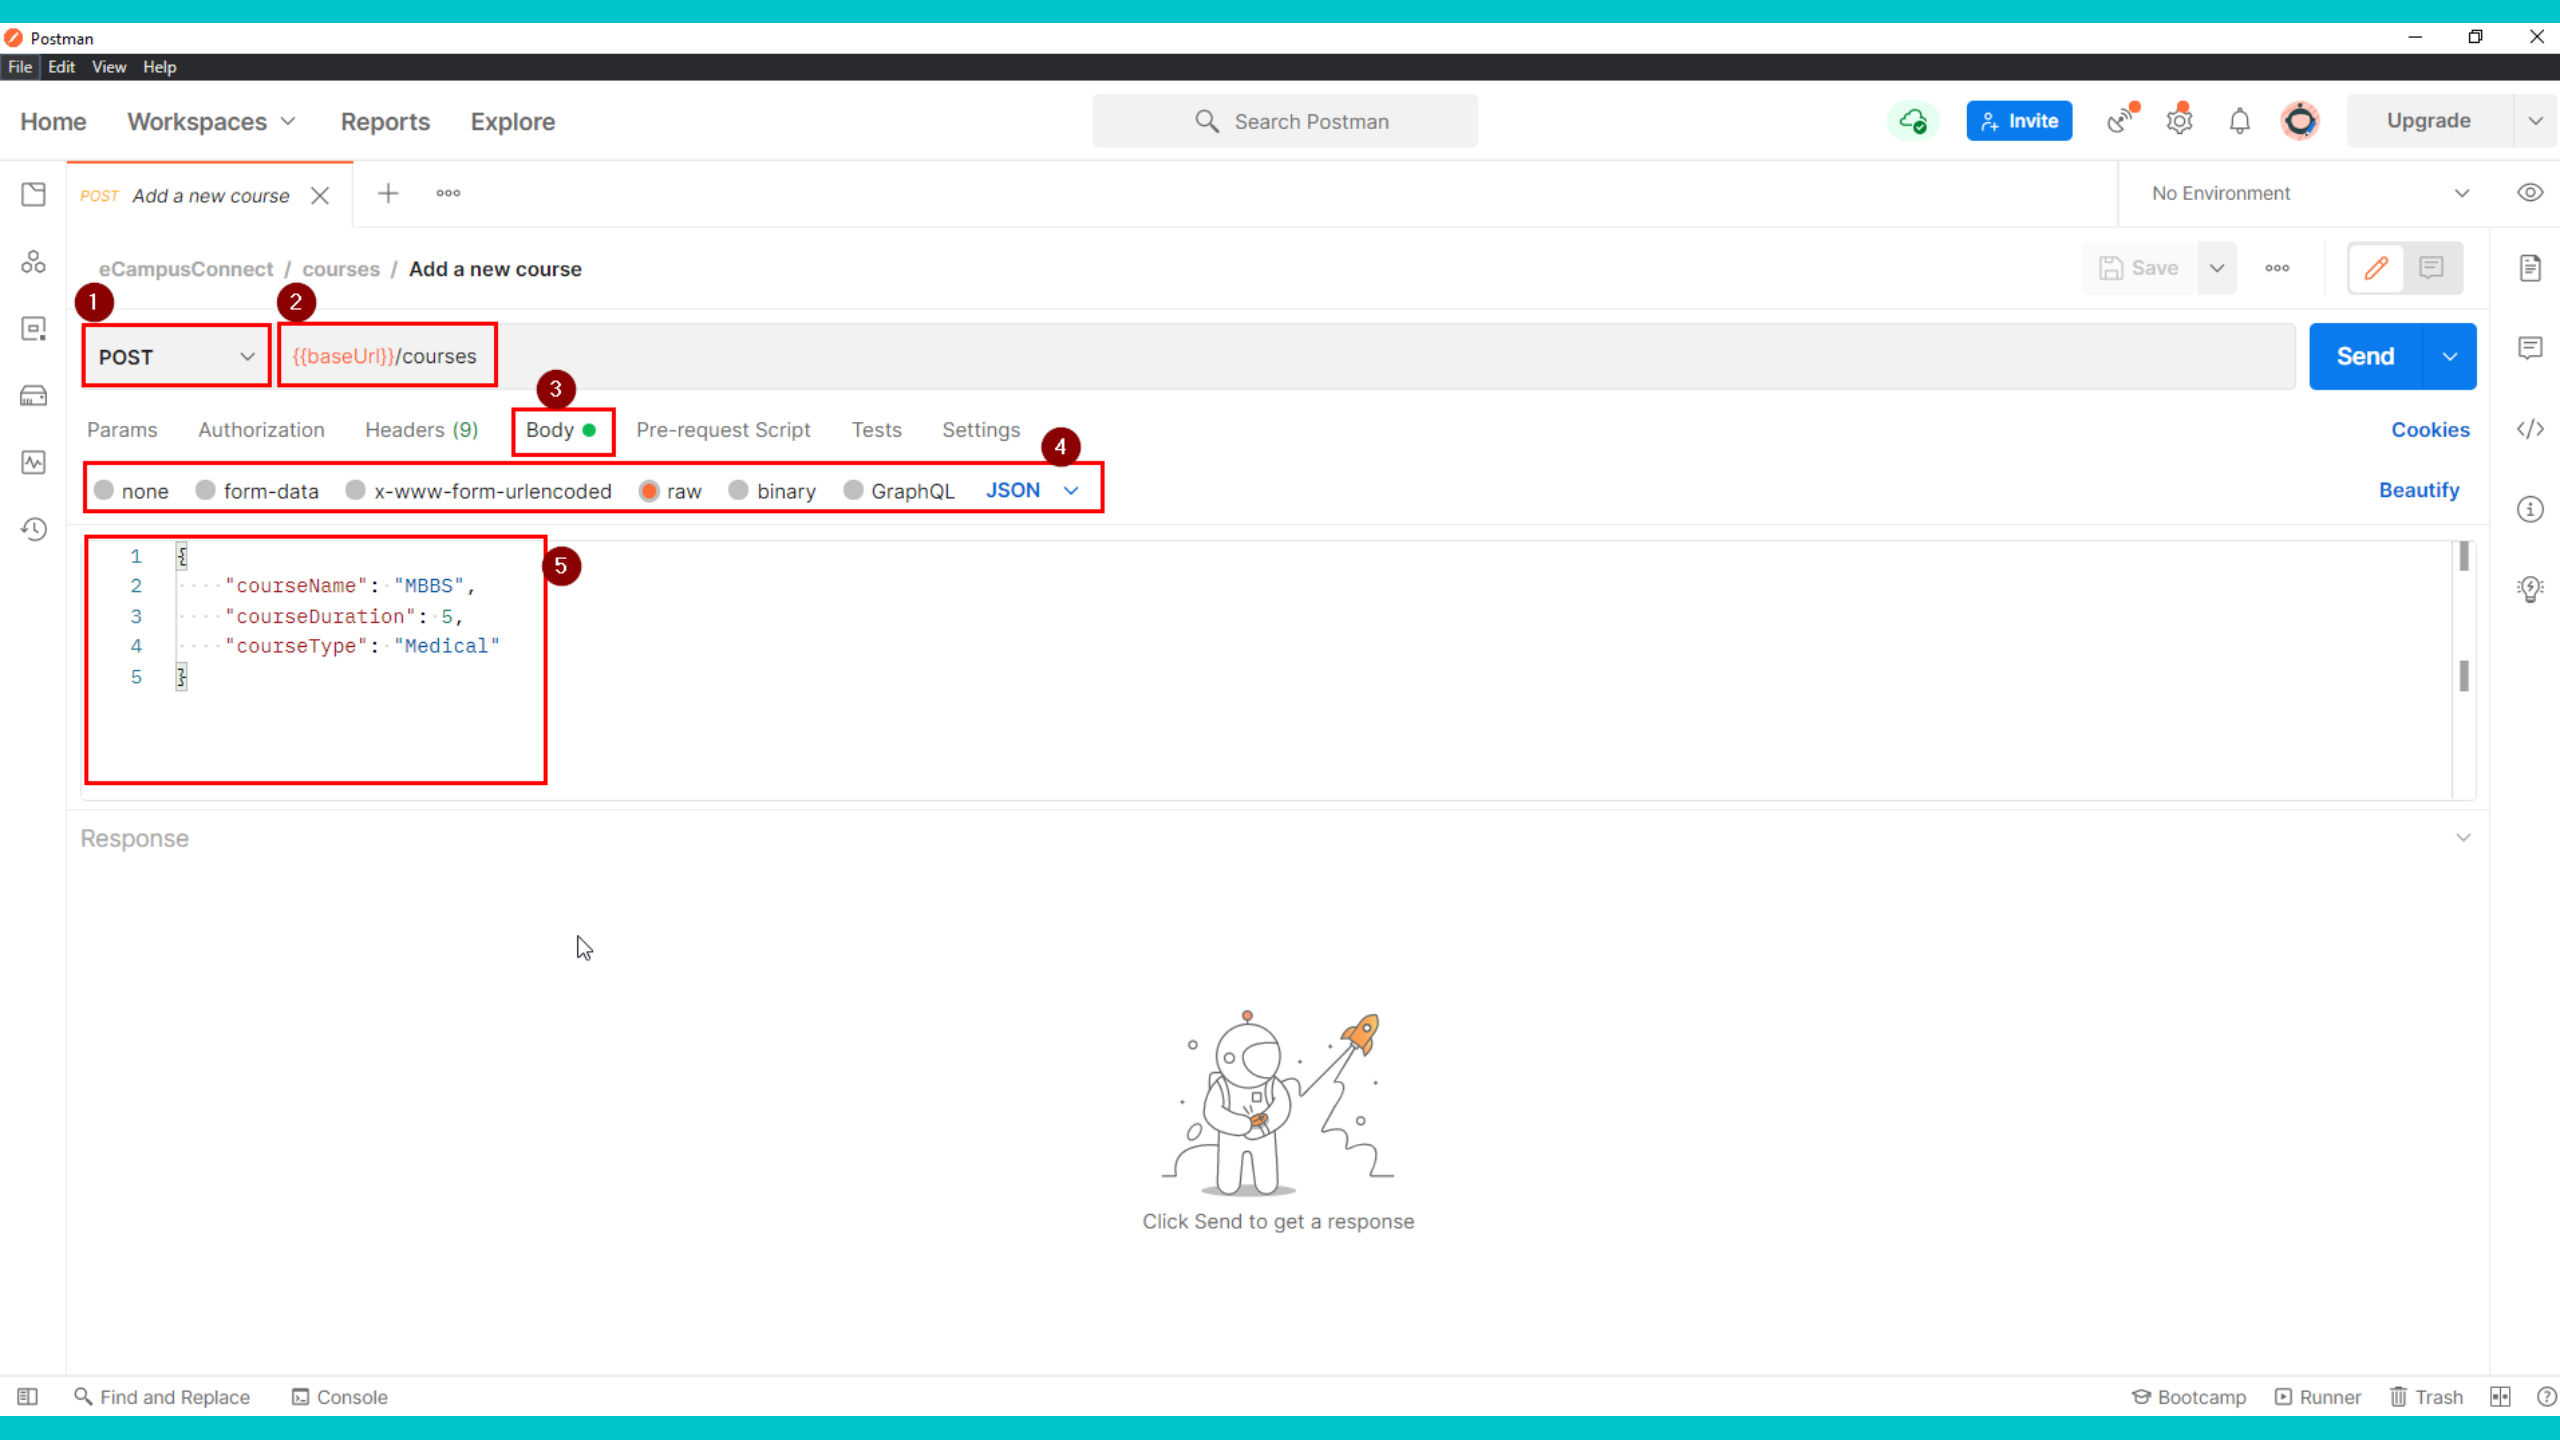 Postman
File Edit View Help
Home Workspaces Reports Explore Search Postman Invite Upgrade
POST Add a new course No Environment
eCampusConnect / courses / Add a new course Save
1 2
POST {{baseUrl}}/courses Send
3
Params Authorization Headers (9) Body Pre-request Script Tests Settings Cookies
4
none form-data x-www-form-urlencoded raw binary GraphQL JSON Beautify
5
1 {
2 "courseName": "MBBS",
3 "courseDuration": 5,
4 "courseType": "Medical"
5 }
Response
Click Send to get a response
Find and Replace Console Bootcamp Runner Trash